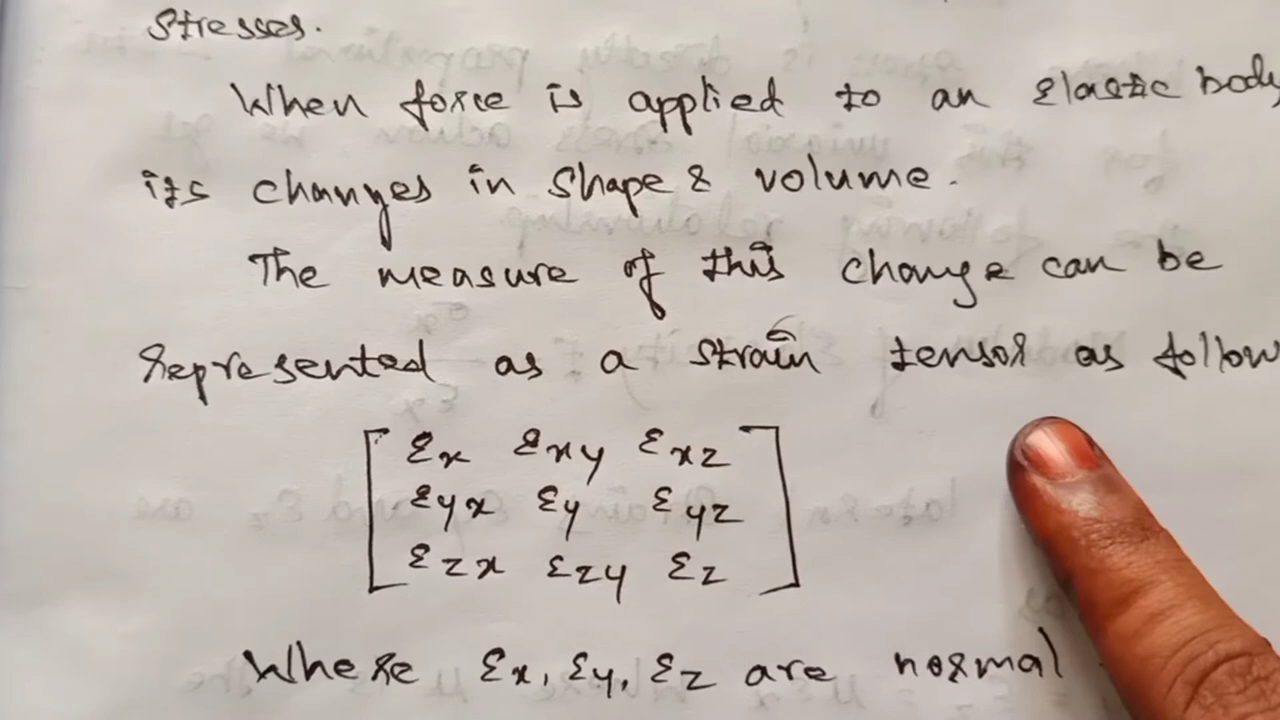 Stresses.
When force is applied to an elastic body
its changes in shape & volume.
The measure of this change can be
represented as a strain tensor as follow
εx εxy εxz
εyx εy εyz
εzx εzy εz
Where εx, εy, εz are normal